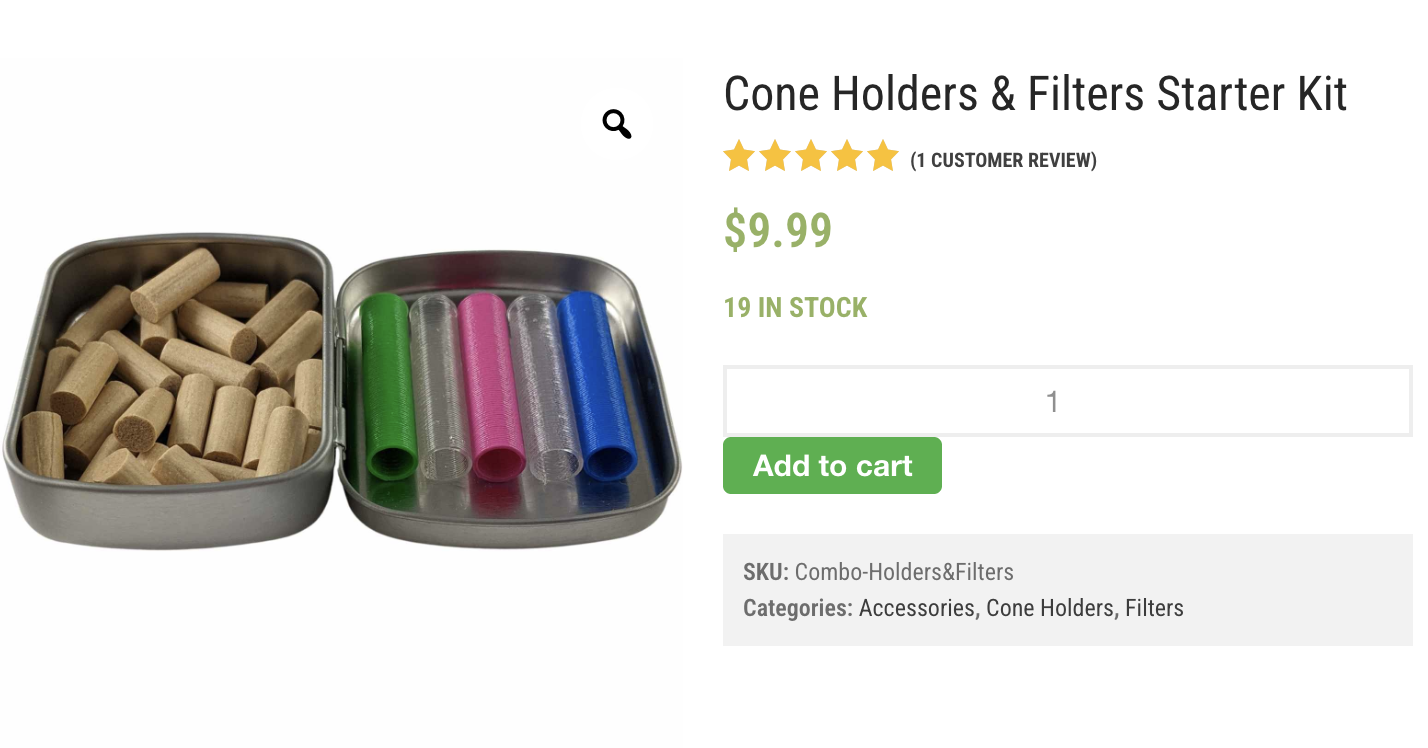 Cone Holders & Filters Starter Kit
(1 CUSTOMER REVIEW)
$9.99
19 IN STOCK
1
Add to cart
SKU: Combo-Holders&Filters
Categories: Accessories, Cone Holders, Filters